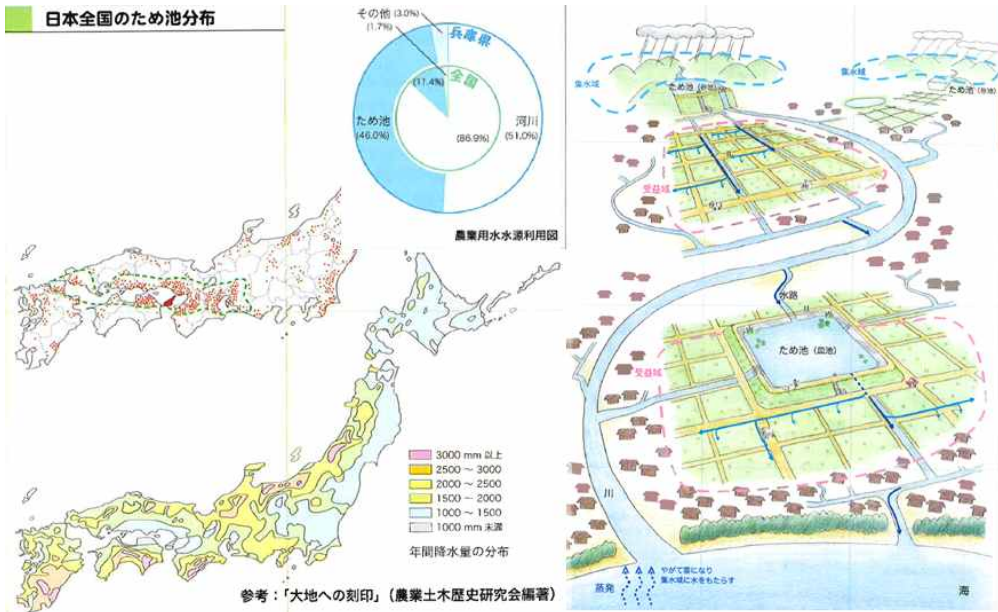 日本全国のため池分布
その他 (3.0%)
(1.7%)
兵庫県
全国
(11.4%)
ため池
(46.0%)
河川
(51.0%)
(86.9%)
農業用水水源利用図
3000 mm 以上
2500 ～ 3000
2000 ～ 2500
1500 ～ 2000
1000 ～ 1500
1000 mm 未満
年間降水量の分布
参考：「大地への刻印」（農業土木歴史研究会編著）
集水域
ため池
集水域
ため池
受益域
水路
ため池（皿池）
受益域
川
蒸発
やがて雲になり
集水域に水をもたらす
海